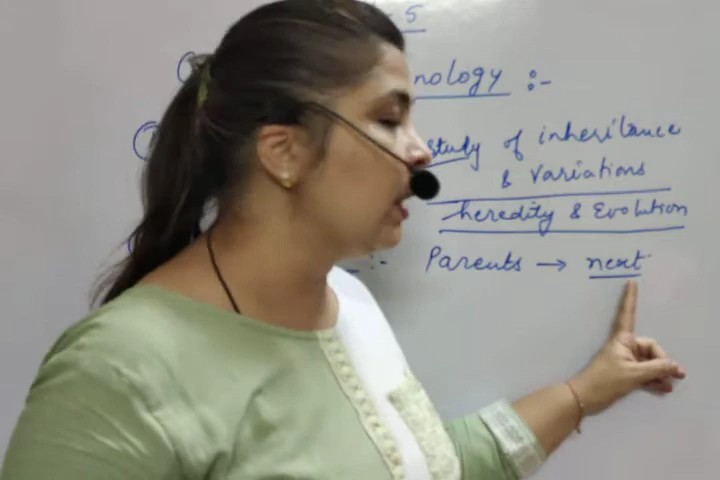 5
nology :-
study of inheritance
& variations
heredity & Evolution
:- Parents → next